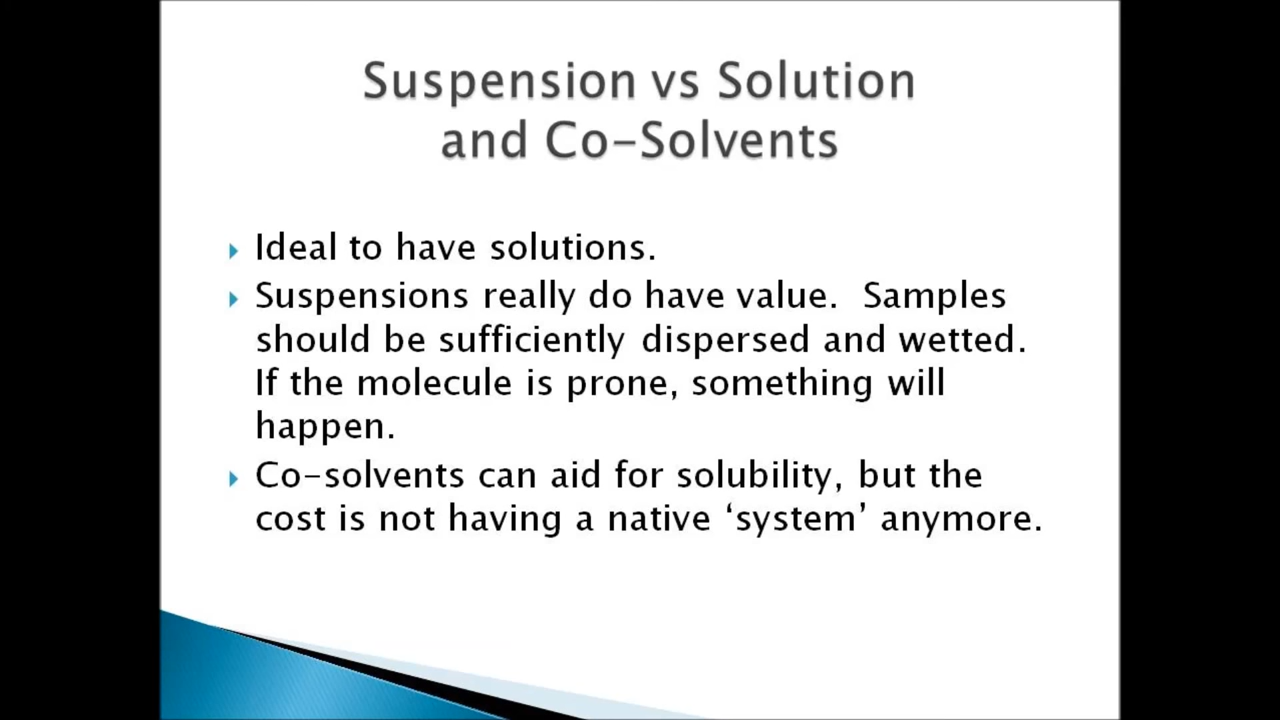 Suspension vs Solution
and Co-Solvents
Ideal to have solutions.
Suspensions really do have value.  Samples
should be sufficiently dispersed and wetted.
If the molecule is prone, something will
happen.
Co-solvents can aid for solubility, but the
cost is not having a native ‘system’ anymore.